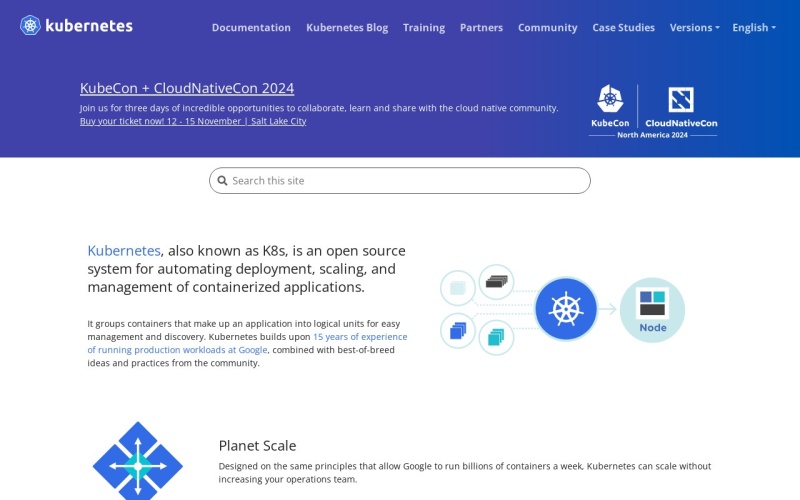 kubernetes
Documentation Kubernetes Blog Training Partners Community Case Studies Versions English
KubeCon + CloudNativeCon 2024
Join us for three days of incredible opportunities to collaborate, learn and share with the cloud native community.
Buy your ticket now! 12 - 15 November | Salt Lake City
KubeCon CloudNativeCon
North America 2024
Search this site
Kubernetes, also known as K8s, is an open source
system for automating deployment, scaling, and
management of containerized applications.
It groups containers that make up an application into logical units for easy
management and discovery. Kubernetes builds upon 15 years of experience
of running production workloads at Google, combined with best-of-breed
ideas and practices from the community.
Node
Planet Scale
Designed on the same principles that allow Google to run billions of containers a week, Kubernetes can scale without
increasing your operations team.